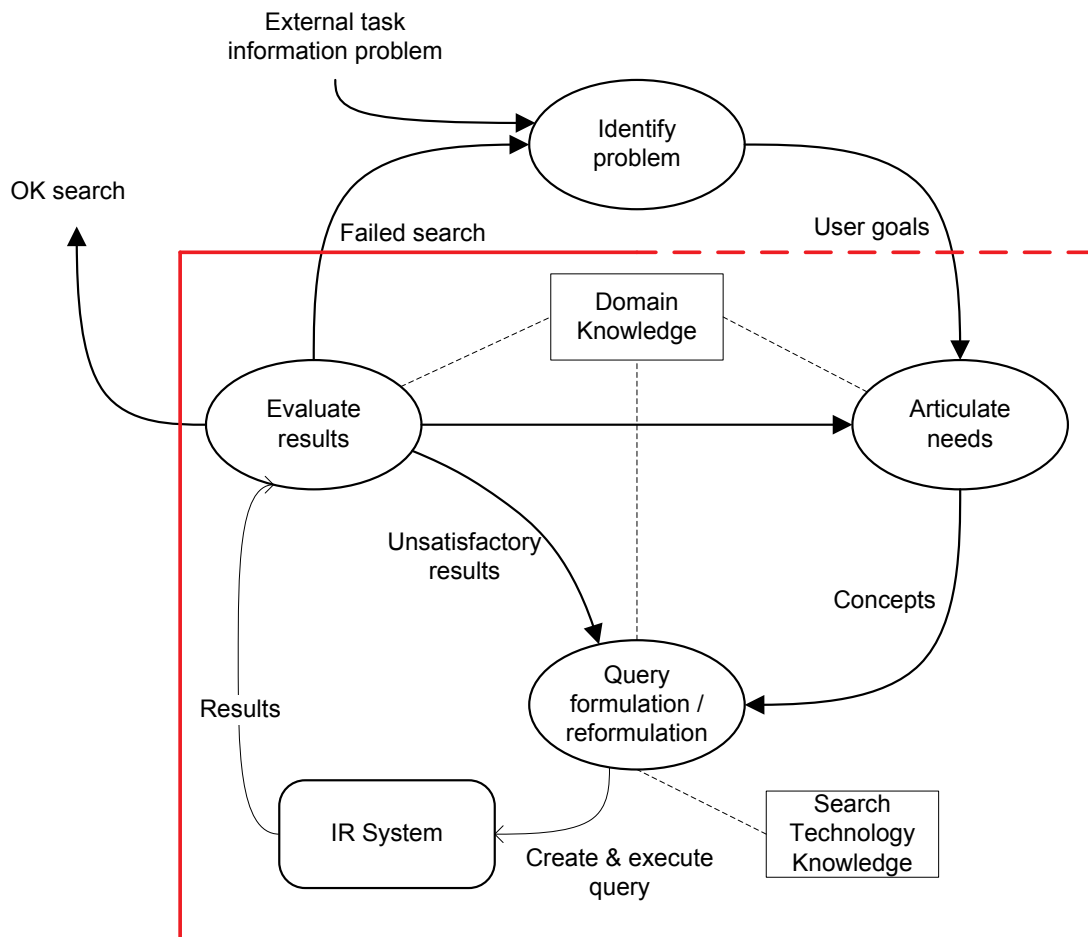 External task
information problem
Identify
problem
OK search
Failed search
User goals
Domain
Knowledge
Evaluate
results
Articulate
needs
Unsatisfactory
results
Concepts
Query
formulation /
reformulation
Results
IR System
Search
Technology
Knowledge
Create & execute
query